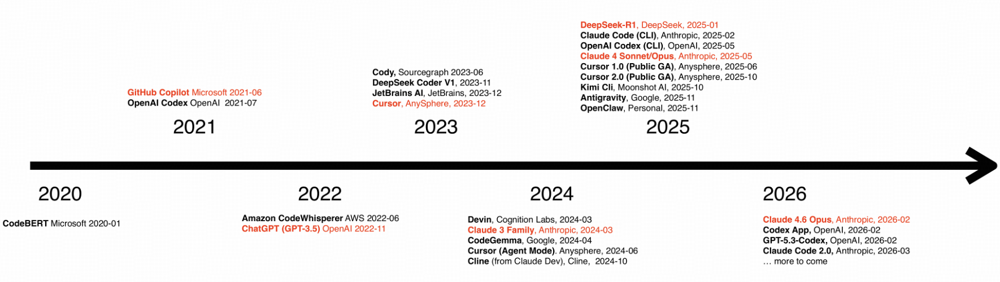 DeepSeek-R1, DeepSeek, 2025-01
Claude Code (CLI), Anthropic, 2025-02
OpenAI Codex (CLI), OpenAI, 2025-05
Claude 4 Sonnet/Opus, Anthropic, 2025-05
Cursor 1.0 (Public GA), Anysphere, 2025-06
Cursor 2.0 (Public GA), Anysphere, 2025-10
Kimi Cli, Moonshot AI, 2025-10
Antigravity, Google, 2025-11
OpenClaw, Personal, 2025-11
Cody, Sourcegraph 2023-06
DeepSeek Coder V1, 2023-11
JetBrains AI, JetBrains, 2023-12
Cursor, AnySphere, 2023-12
GitHub Copilot Microsoft 2021-06
OpenAI Codex OpenAI 2021-07
2021
2023
2025
2020
2022
2024
2026
CodeBERT Microsoft 2020-01
Amazon CodeWhisperer AWS 2022-06
ChatGPT (GPT-3.5) OpenAI 2022-11
Devin, Cognition Labs, 2024-03
Claude 3 Family, Anthropic, 2024-03
CodeGemma, Google, 2024-04
Cursor (Agent Mode). Anysphere, 2024-06
Cline (from Claude Dev), Cline, 2024-10
Claude 4.6 Opus, Anthropic, 2026-02
Codex App, OpenAI, 2026-02
GPT-5.3-Codex, OpenAI, 2026-02
Claude Code 2.0, Anthropic, 2026-03
… more to come